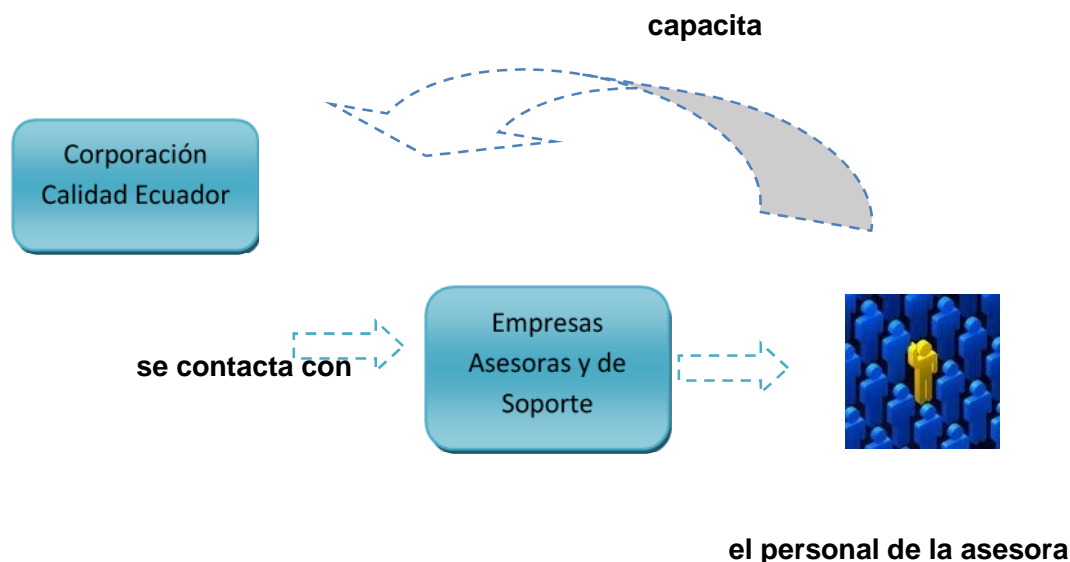 capacita
Corporación
Calidad Ecuador
Empresas
Asesoras y de
Soporte
se contacta con
el personal de la asesora